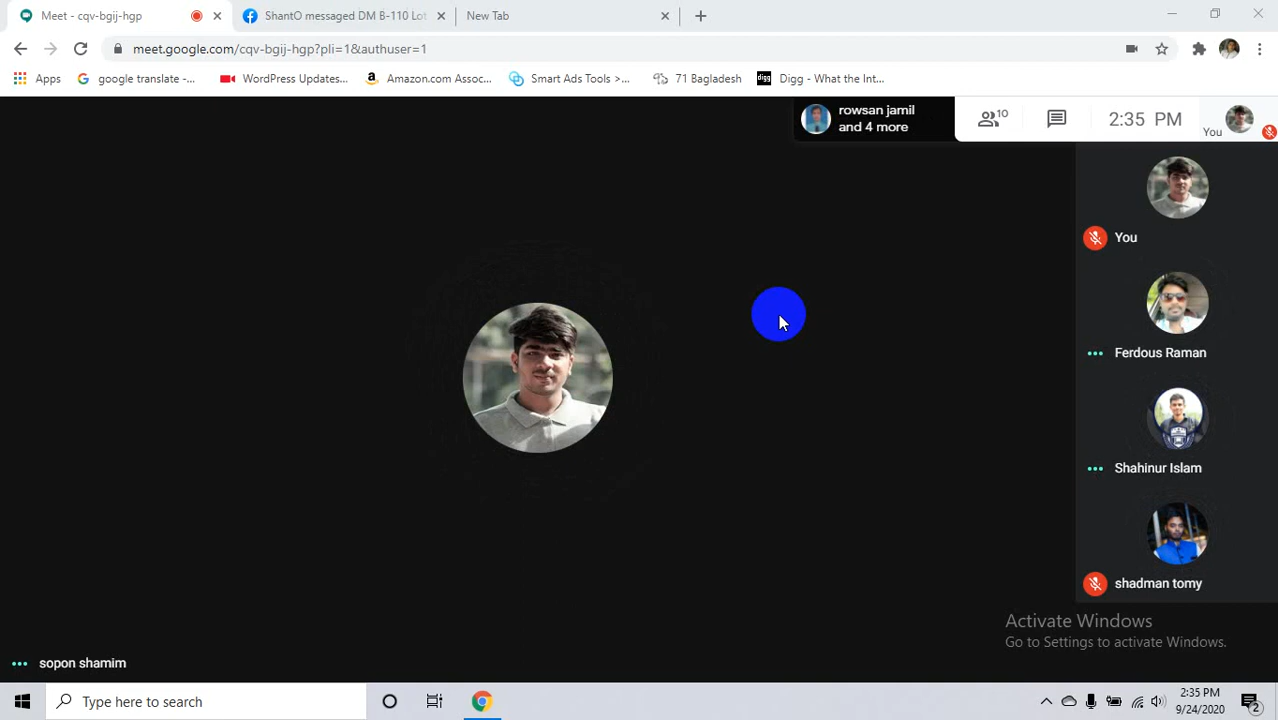 Meet - cqv-bgij-hgp
ShantO messaged DM B-110 Lot
New Tab
meet.google.com/cqv-bgij-hgp?pli=1&authuser=1
Apps
google translate -...
WordPress Updates...
Amazon.com Assoc...
Smart Ads Tools >...
71 Bagladesh
digg
Digg - What the Int...
rowsan jamil
and 4 more
10
2:35 PM
You
You
Ferdous Raman
Shahinur Islam
shadman tomy
Activate Windows
Go to Settings to activate Windows.
sopon shamim
Type here to search
2:35 PM
9/24/2020
2